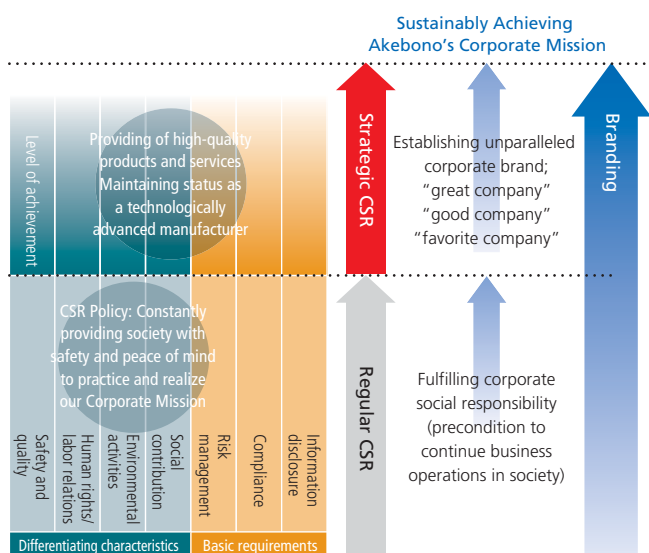 Sustainably Achieving
Akebono's Corporate Mission
Level of achievement
Providing of high-quality
products and services
Maintaining status as
a technologically
advanced manufacturer
Strategic CSR
Establishing unparalleled
corporate brand;
“great company”
“good company”
“favorite company”
Branding
CSR Policy: Constantly
providing society with
safety and peace of mind
to practice and realize
our Corporate Mission
Regular CSR
Fulfilling corporate
social responsibility
(precondition to
continue business
operations in society)
Safety and
quality
Human rights/
labor relations
Environmental
activities
Social
contribution
Risk
management
Compliance
Information
disclosure
Differentiating characteristics
Basic requirements